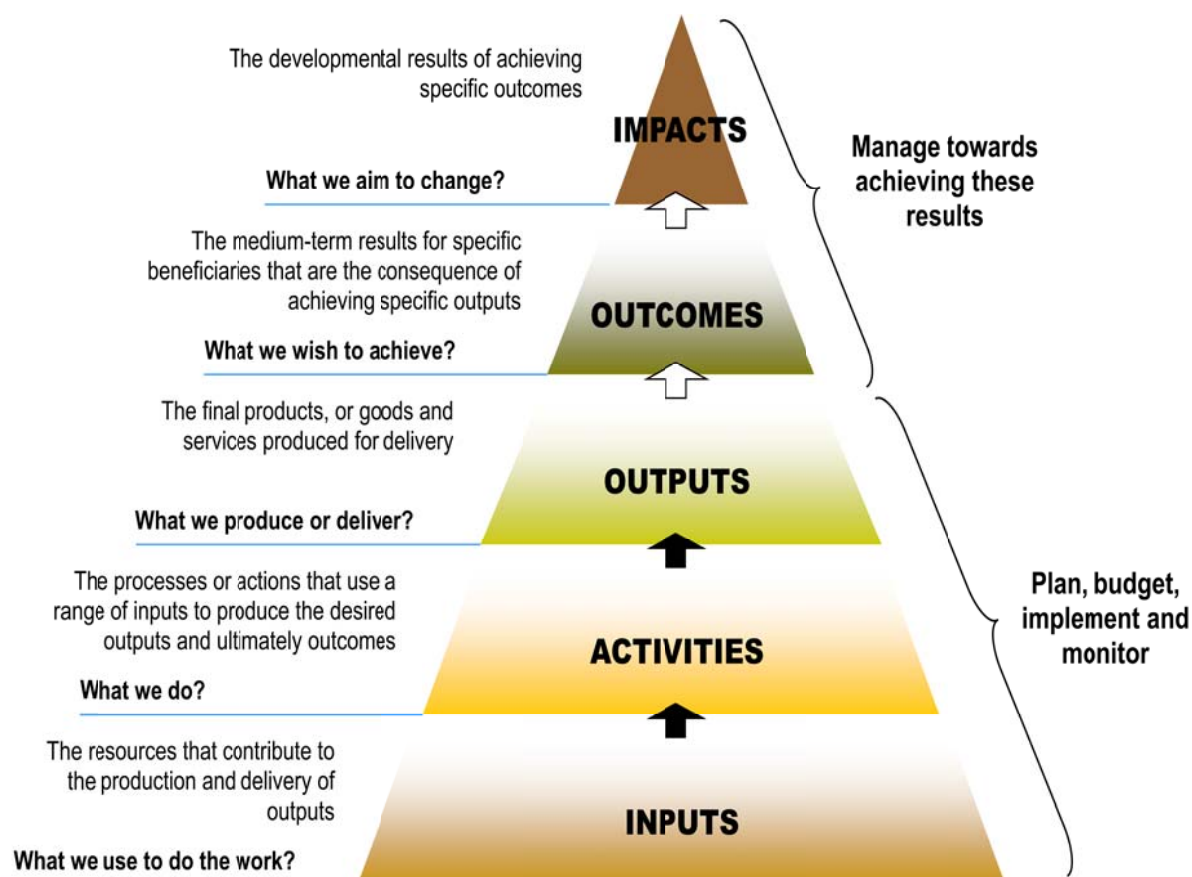 The developmental results of achieving
specific outcomes
IMPACTS
What we aim to change?
Manage towards
achieving these
results
The medium-term results for specific
beneficiaries that are the consequence of
achieving specific outputs
OUTCOMES
What we wish to achieve?
The final products, or goods and
services produced for delivery
OUTPUTS
What we produce or deliver?
The processes or actions that use a
range of inputs to produce the desired
outputs and ultimately outcomes
ACTIVITIES
What we do?
Plan, budget,
implement and
monitor
The resources that contribute to
the production and delivery of
outputs
INPUTS
What we use to do the work?